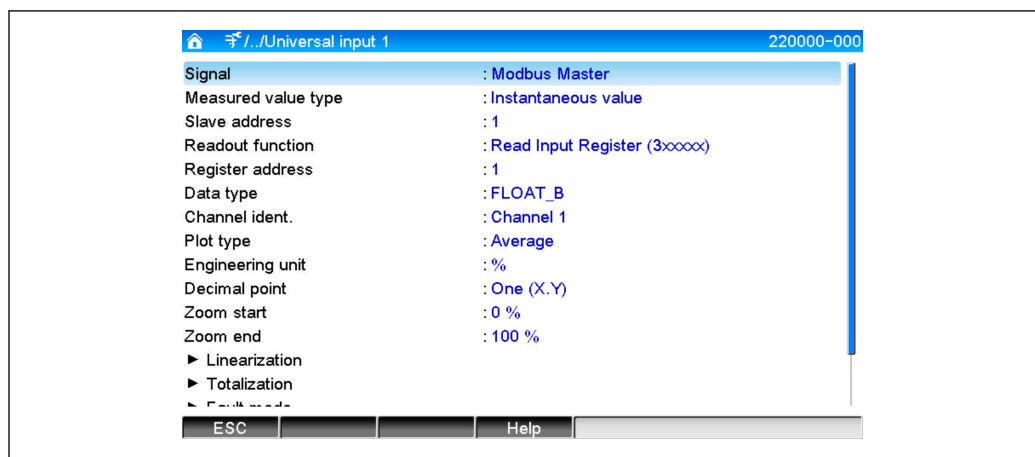 /../Universal input 1 220000-000
Signal : Modbus Master
Measured value type : Instantaneous value
Slave address : 1
Readout function : Read Input Register (3xxxxx)
Register address : 1
Data type : FLOAT_B
Channel ident. : Channel 1
Plot type : Average
Engineering unit : %
Decimal point : One (X.Y)
Zoom start : 0 %
Zoom end : 100 %
► Linearization
► Totalization
► Fault mode
ESC Help